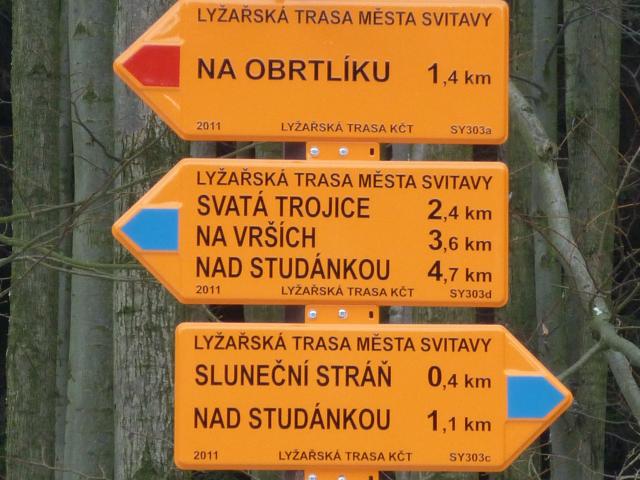 LYŽAŘSKÁ TRASA MĚSTA SVITAVY
NA OBRTLÍKU 1,4 km
2011 LYŽAŘSKÁ TRASA KČT SY303a
LYŽAŘSKÁ TRASA MĚSTA SVITAVY
SVATÁ TROJICE 2,4 km
NA VRŠÍCH 3,6 km
NAD STUDÁNKOU 4,7 km
2011 LYŽAŘSKÁ TRASA KČT SY303d
LYŽAŘSKÁ TRASA MĚSTA SVITAVY
SLUNEČNÍ STRÁŇ 0,4 km
NAD STUDÁNKOU 1,1 km
2011 LYŽAŘSKÁ TRASA KČT SY303c